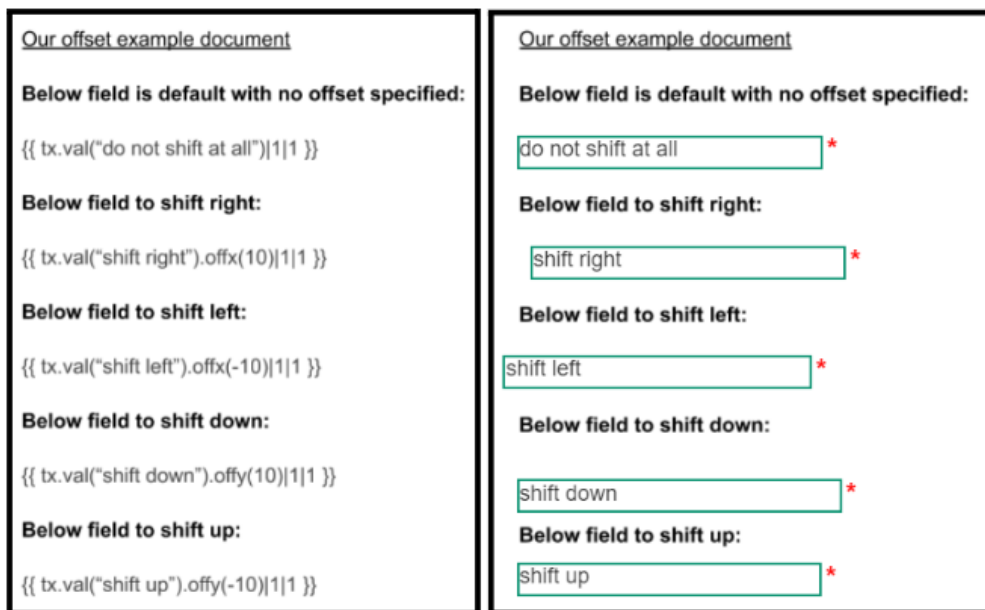 Our offset example document
Below field is default with no offset specified:
{{ tx.val(“do not shift at all”)|1|1 }}
Below field to shift right:
{{ tx.val(“shift right”).offx(10)|1|1 }}
Below field to shift left:
{{ tx.val(“shift left”).offx(-10)|1|1 }}
Below field to shift down:
{{ tx.val(“shift down”).offy(10)|1|1 }}
Below field to shift up:
{{ tx.val(“shift up”).offy(-10)|1|1 }}
Our offset example document
Below field is default with no offset specified:
do not shift at all *
Below field to shift right:
shift right *
Below field to shift left:
shift left *
Below field to shift down:
shift down *
Below field to shift up:
shift up *